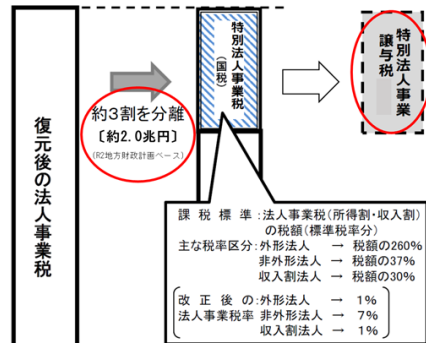 復元後の法人事業税
約3割を分離
〔約2.0兆円〕
(R2地方財政計画ベース)
特別法人事業税
(国税)
特別法人事業
譲与税
課税標準:法人事業税(所得割・収入割)
の税額(標準税率分)
主な税率区分:外形法人 → 税額の260%
非外形法人 → 税額の37%
収入割法人 → 税額の30%
改正後の:外形法人 → 1%
法人事業税率 非外形法人 → 7%
収入割法人 → 1%